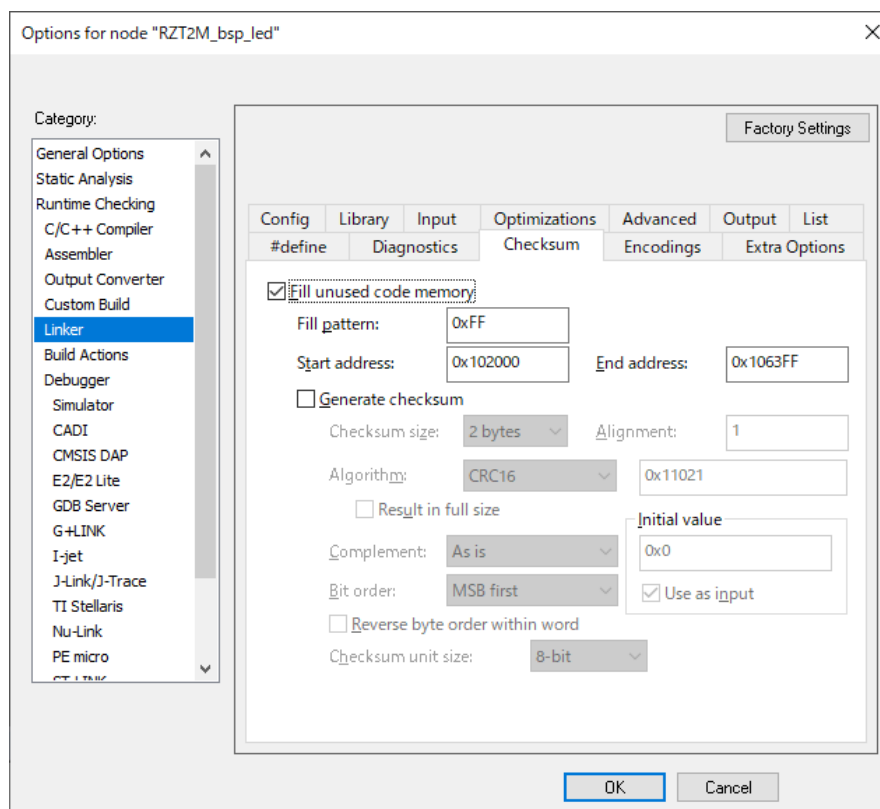 Options for node "RZT2M_bsp_led"
Category:
General Options
Static Analysis
Runtime Checking
C/C++ Compiler
Assembler
Output Converter
Custom Build
Linker
Build Actions
Debugger
Simulator
CADI
CMSIS DAP
E2/E2 Lite
GDB Server
G+LINK
I-jet
J-Link/J-Trace
TI Stellaris
Nu-Link
PE micro
ST-LINK
Factory Settings
Config Library Input Optimizations Advanced Output List
#define Diagnostics Checksum Encodings Extra Options
Fill unused code memory
Fill pattern: 0xFF
Start address: 0x102000 End address: 0x1063FF
Generate checksum
Checksum size: 2 bytes Alignment: 1
Algorithm: CRC16 0x11021
Result in full size
Initial value
Complement: As is 0x0
Bit order: MSB first Use as input
Reverse byte order within word
Checksum unit size: 8-bit
OK Cancel